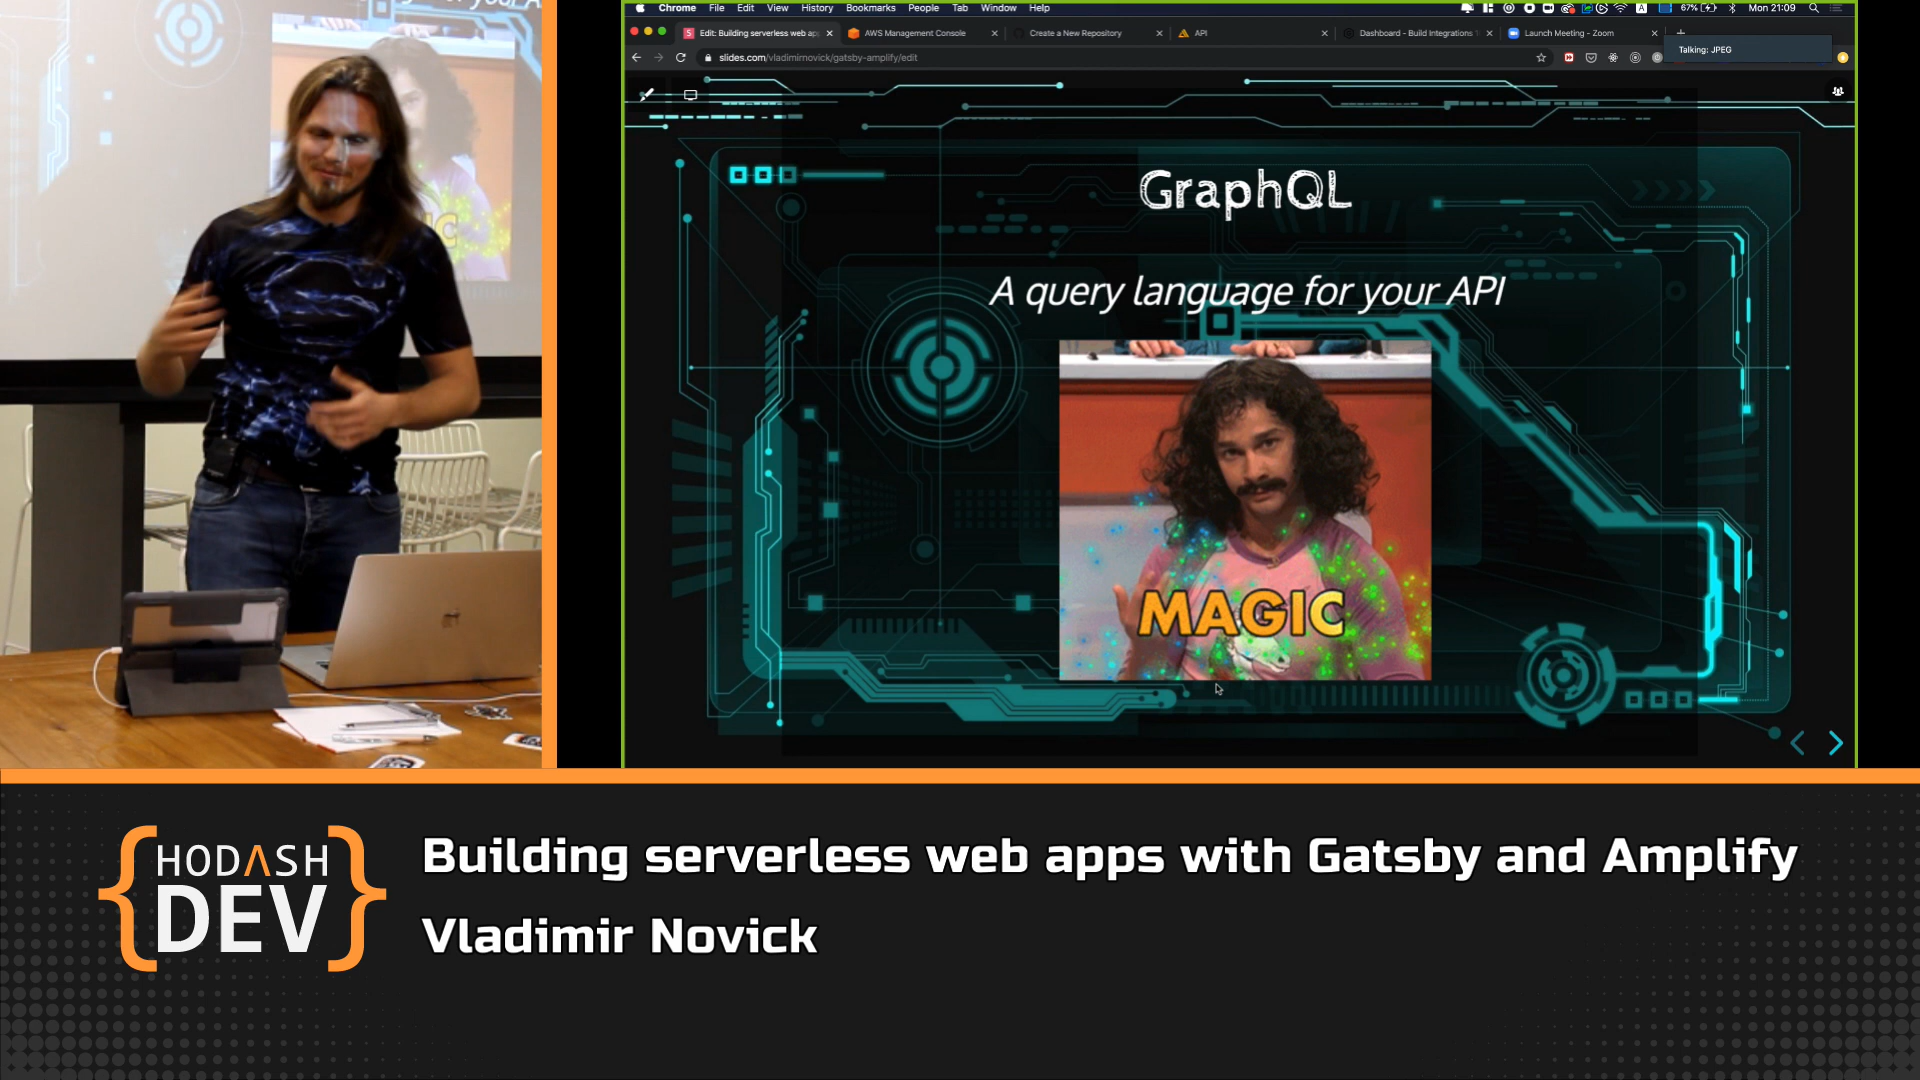 Chrome File Edit View History Bookmarks People Tab Window Help
67% Mon 21:09
Edit: Building serverless web ap
AWS Management Console
Create a New Repository
API
Dashboard - Build Integrations
Launch Meeting - Zoom
Talking: JPEG
slides.com/vladimirnovick/gatsby-amplify/edit
GraphQL
A query language for your API
MAGIC
{HODASH
DEV}
Building serverless web apps with Gatsby and Amplify
Vladimir Novick